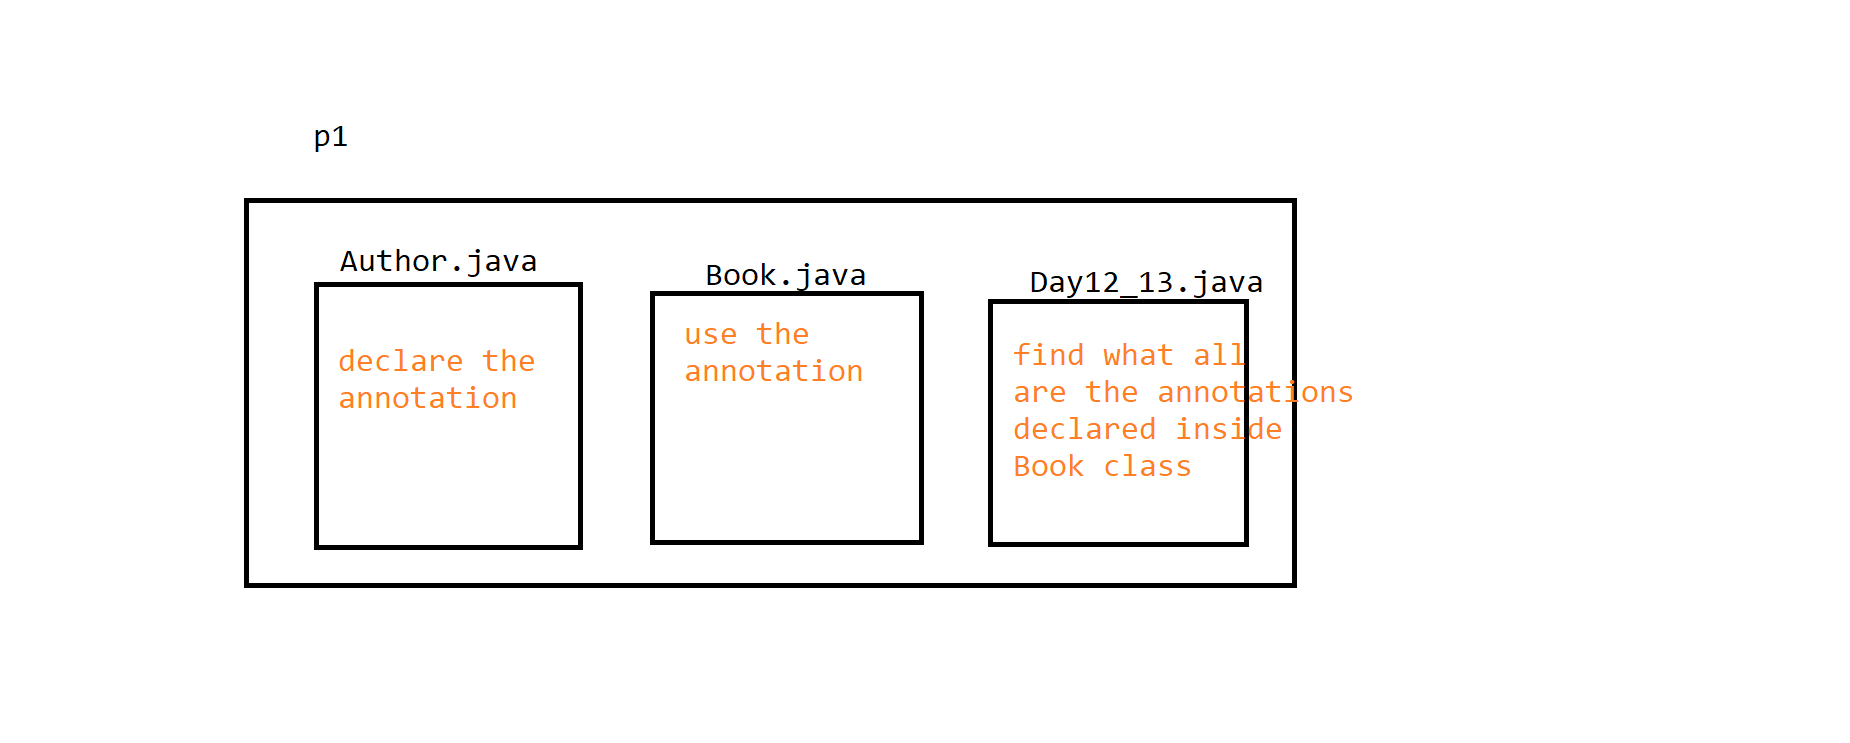 p1
Author.java
declare the
annotation
Book.java
use the
annotation
Day12_13.java
find what all
are the annotations
declared inside
Book class